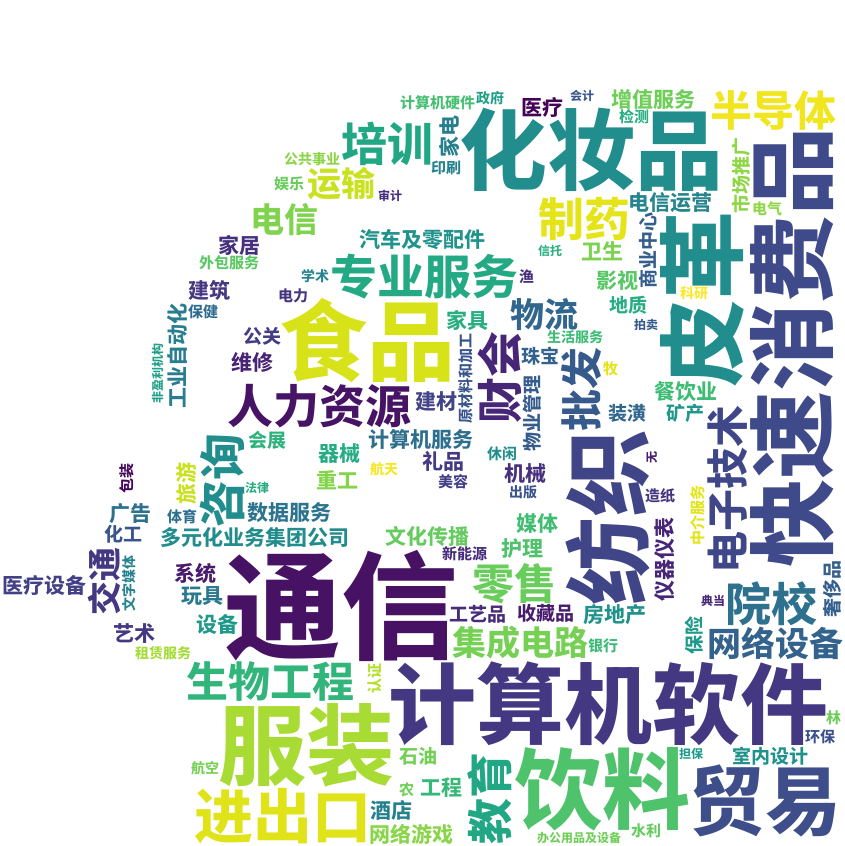 计算机硬件
政府
医疗
会计
增值服务
半导体
检测
化妆品
培训
家电
印刷
公共事业
娱乐
运输
审计
市场推广
快速消费品
电信
制药
电信运营
电气
皮革
商业中心
家居
外包服务
汽车及零配件
信托
卫生
专业服务
学术
渔
影视
建筑
保健
电力
科研
地质
食品
物流
家具
拍卖
工业自动化
公关
生活服务
非盈利机构
维修
原材料和加工
财会
珠宝
批发
牧
餐饮业
人力资源
建材
物业管理
装潢
矿产
电子技术
咨询
会展
计算机服务
纺织
器械
礼品
休闲
无
包装
旅游
航天
重工
美容
机械
法律
出版
造纸
中介服务
广告
体育
数据服务
媒体
仪器仪表
化工
多元化业务集团公司
文化传播
护理
新能源
医疗设备
交通
文字媒体
系统
通信
零售
奢侈品
玩具
典当
院校
工艺品
收藏品
房地产
设备
艺术
集成电路
银行
保险
网络设备
租赁服务
生物工程
认证
计算机软件
林
环保
服装
石油
担保
室内设计
航空
教育
饮料
贸易
农
工程
进出口
酒店
网络游戏
水利
办公用品及设备